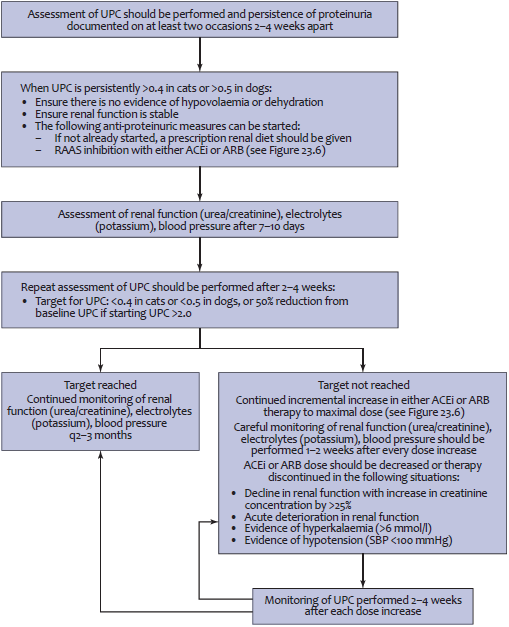 Assessment of UPC should be performed and persistence of proteinuria
documented on at least two occasions 2–4 weeks apart
When UPC is persistently >0.4 in cats or >0.5 in dogs:
• Ensure there is no evidence of hypovolaemia or dehydration
• Ensure renal function is stable
• The following anti-proteinuric measures can be started:
– If not already started, a prescription renal diet should be given
– RAAS inhibition with either ACEi or ARB (see Figure 23.6)
Assessment of renal function (urea/creatinine), electrolytes
(potassium), blood pressure after 7–10 days
Repeat assessment of UPC should be performed after 2–4 weeks:
• Target for UPC: <0.4 in cats or <0.5 in dogs, or 50% reduction from
baseline UPC if starting UPC >2.0
Target reached
Continued monitoring of renal
function (urea/creatinine), electrolytes
(potassium), blood pressure
q2–3 months
Target not reached
Continued incremental increase in either ACEi or ARB
therapy to maximal dose (see Figure 23.6)
Careful monitoring of renal function (urea/creatinine),
electrolytes (potassium), blood pressure should be
performed 1–2 weeks after every dose increase
ACEi or ARB dose should be decreased or therapy
discontinued in the following situations:
• Decline in renal function with increase in creatinine
concentration by >25%
• Acute deterioration in renal function
• Evidence of hyperkalaemia (>6 mmol/l)
• Evidence of hypotension (SBP <100 mmHg)
Monitoring of UPC performed 2–4 weeks
after each dose increase